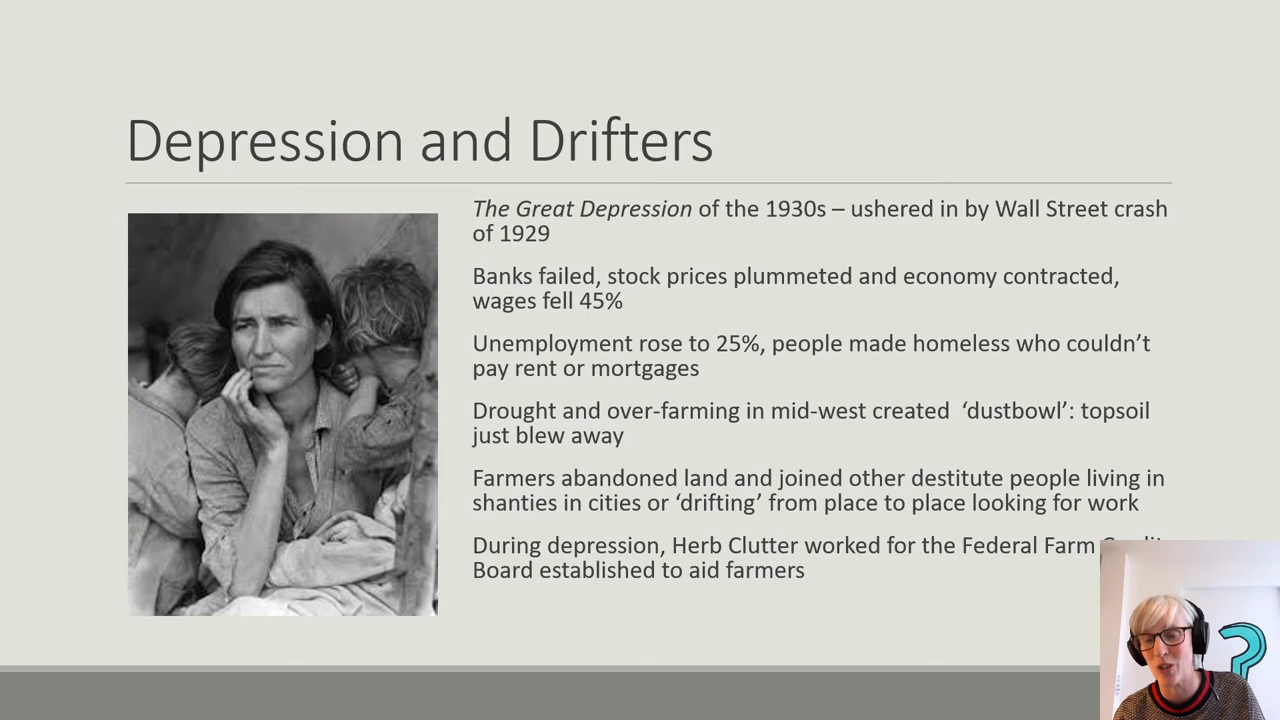 Depression and Drifters
The Great Depression of the 1930s – ushered in by Wall Street crash
of 1929
Banks failed, stock prices plummeted and economy contracted,
wages fell 45%
Unemployment rose to 25%, people made homeless who couldn’t
pay rent or mortgages
Drought and over-farming in mid-west created  ‘dustbowl’: topsoil
just blew away
Farmers abandoned land and joined other destitute people living in
shanties in cities or ‘drifting’ from place to place looking for work
During depression, Herb Clutter worked for the Federal Farm Credit
Board established to aid farmers
?